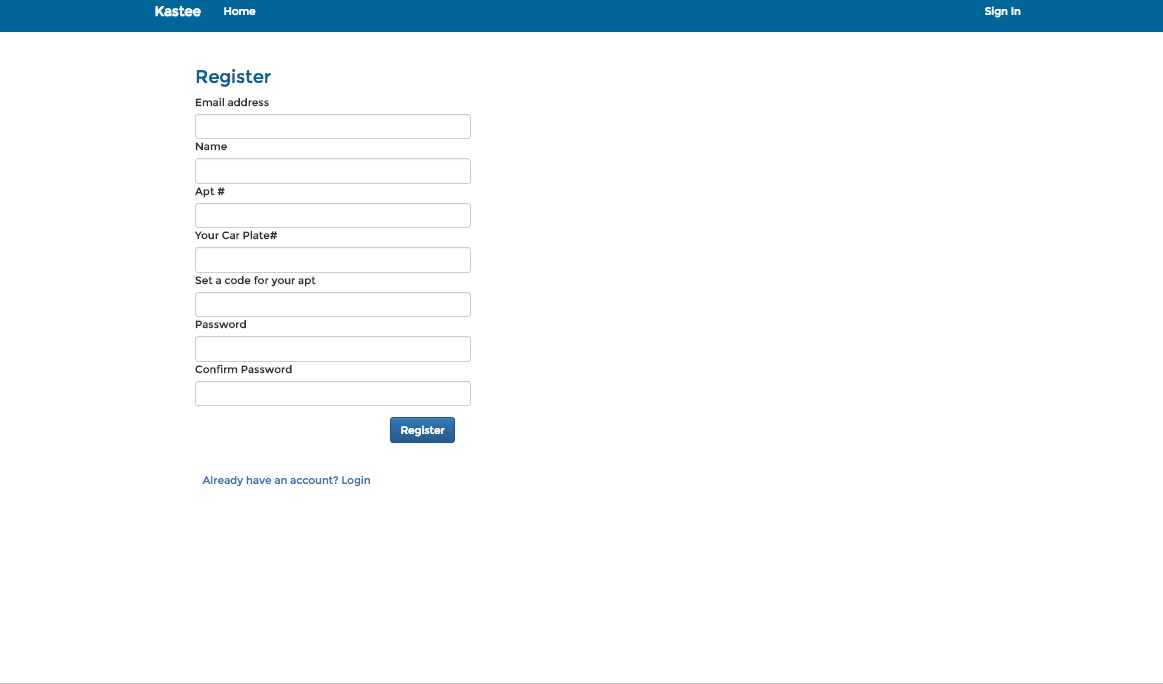 Kastee Home Sign In
Register
Email address
Name
Apt #
Your Car Plate#
Set a code for your apt
Password
Confirm Password
Register
Already have an account? Login